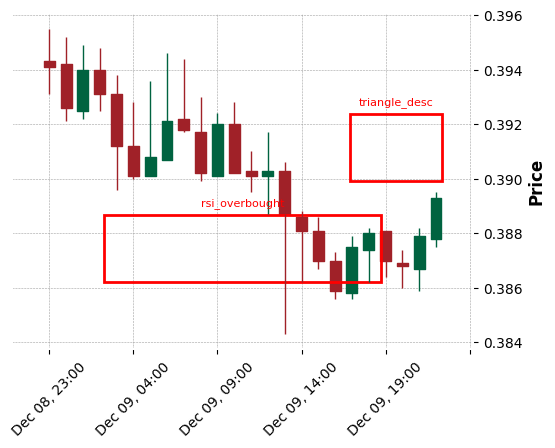 0.396
0.394
triangle_desc
0.392
0.390
Price
rsi_overbough
0.388
0.386
0.384
Dec 08, 23:00
Dec 09, 04:00
Dec 09, 09:00
Dec 09, 14:00
Dec 09, 19:00